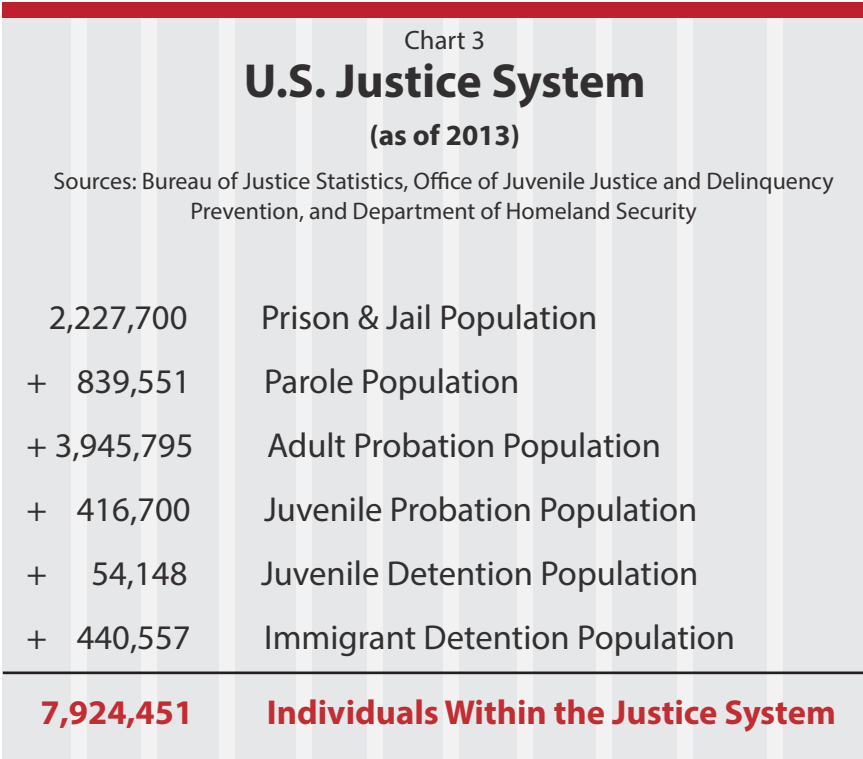 Chart 3
U.S. Justice System
(as of 2013)
Sources: Bureau of Justice Statistics, Office of Juvenile Justice and Delinquency
Prevention, and Department of Homeland Security
2,227,700 Prison & Jail Population
+ 839,551 Parole Population
+ 3,945,795 Adult Probation Population
+ 416,700 Juvenile Probation Population
+ 54,148 Juvenile Detention Population
+ 440,557 Immigrant Detention Population
7,924,451 Individuals Within the Justice System